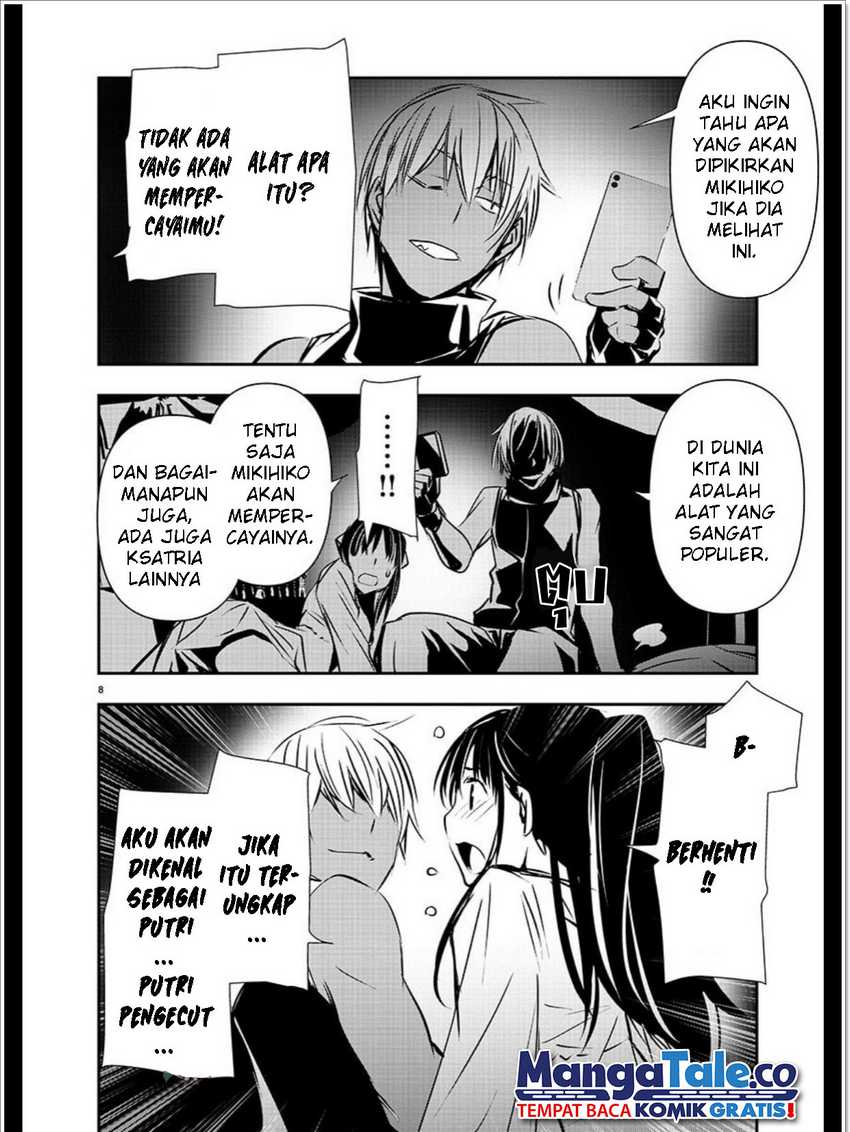 AKU INGIN
TAHU APA
YANG AKAN
DIPIKIRKAN
MIKIHIKO
JIKA DIA
MELIHAT
INI.
ALAT APA
ITU?
TIDAK ADA
YANG AKAN
MEMPER-
CAYAIMU!
DI DUNIA
KITA INI
ADALAH
ALAT YANG
SANGAT
POPULER.
......!!
TENTU
SAJA
MIKIHIKO
AKAN
MEMPER-
CAYAINYA.
DAN BAGAI-
MANAPUN
JUGA,
ADA JUGA
KSATRIA
LAINNYA
8
B-
BERHENTI
!!
JIKA
ITU TER-
UNGKAP
...
AKU AKAN
DIKENAL
SEBAGAI
PUTRI
...
PUTRI
PENGECUT
...
MangaTale.co
TEMPAT BACA KOMIK GRATIS!